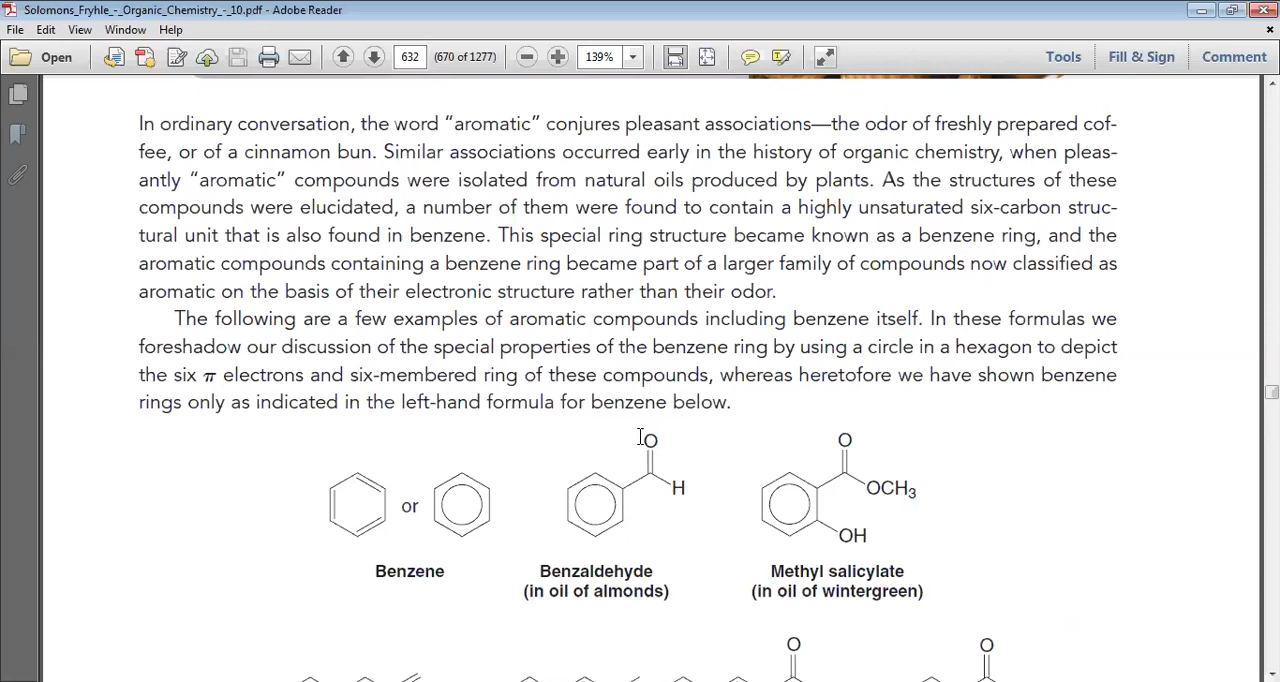 Solomons_Fryhle_-_Organic_Chemistry_-_10.pdf - Adobe Reader
File Edit View Window Help
Open 632 (670 of 1277) 139% Tools Fill & Sign Comment
In ordinary conversation, the word “aromatic” conjures pleasant associations—the odor of freshly prepared cof-
fee, or of a cinnamon bun. Similar associations occurred early in the history of organic chemistry, when pleas-
antly “aromatic” compounds were isolated from natural oils produced by plants. As the structures of these
compounds were elucidated, a number of them were found to contain a highly unsaturated six-carbon struc-
tural unit that is also found in benzene. This special ring structure became known as a benzene ring, and the
aromatic compounds containing a benzene ring became part of a larger family of compounds now classified as
aromatic on the basis of their electronic structure rather than their odor.
The following are a few examples of aromatic compounds including benzene itself. In these formulas we
foreshadow our discussion of the special properties of the benzene ring by using a circle in a hexagon to depict
the six π electrons and six-membered ring of these compounds, whereas heretofore we have shown benzene
rings only as indicated in the left-hand formula for benzene below.
O O
H OCH3
or
OH
Benzene Benzaldehyde Methyl salicylate
(in oil of almonds) (in oil of wintergreen)
O O